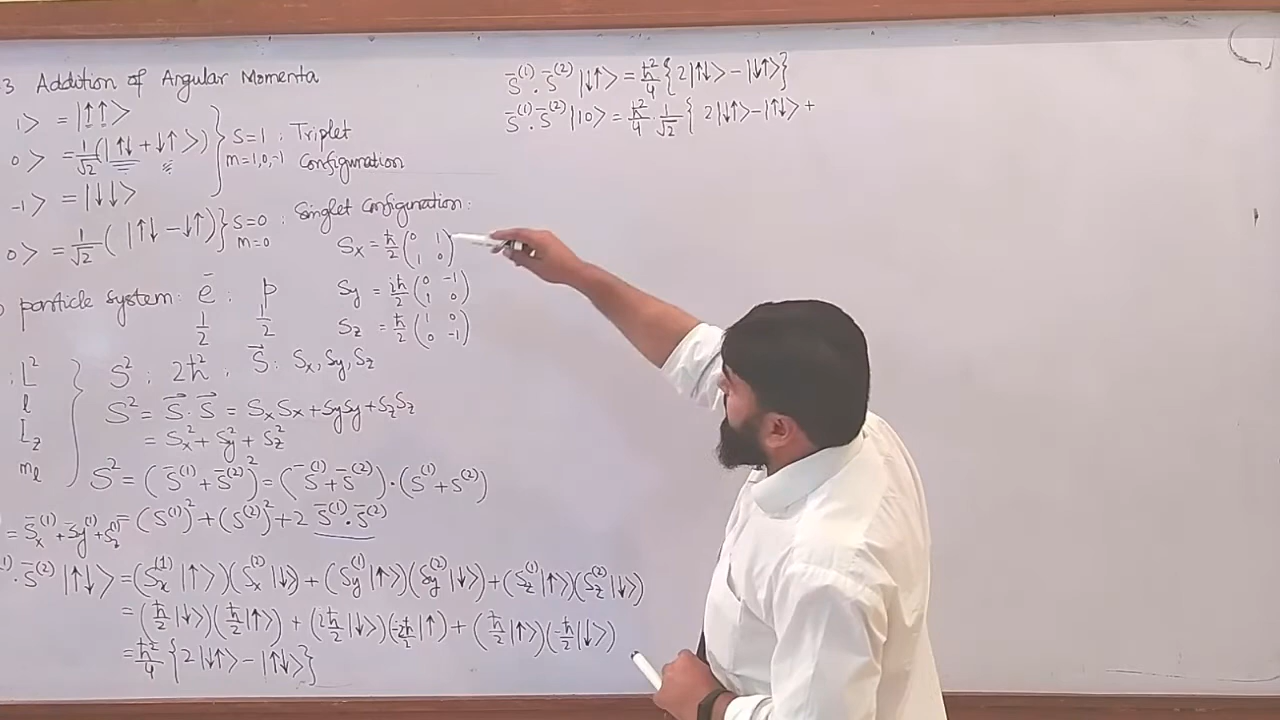 3 Addition of Angular Momenta
1> = |↑↑>
0> = 1/√2 (|↑↓ + ↓↑>) } S=1 : Triplet
m=1,0,-1 Configuration
-1> = |↓↓>
0> = 1/√2 ( |↑↓ - ↓↑) } S=0 : Singlet Configuration:
m=0
Sx = ħ/2 (0 1 1 0)
particle system: ē : p
1/2 1/2
Sy = iħ/2 (0 -1 1 0)
Sz = ħ/2 (1 0 0 -1)
: L² } S² : 2ħ² , S⃗ : Sx, Sy, Sz
l
S² = S⃗ . S⃗ = SxSx + SySy + SzSz
Lz
= Sx² + Sy² + Sz²
ml
S² = (S̄⁽¹⁾ + S̄⁽²⁾)² = (S̄⁽¹⁾ + S̄⁽²⁾) · (S⁽¹⁾ + S⁽²⁾)
= S̄x⁽¹⁾ + S̄y⁽¹⁾ + Sz⁽¹⁾
= (S⁽¹⁾)² + (S⁽²⁾)² + 2 S̄⁽¹⁾ . S̄⁽²⁾
⁽¹⁾ . S̄⁽²⁾ |↑↓> = (Sx⁽¹⁾|↑>)(Sx⁽²⁾|↓) + (Sy⁽¹⁾|↑>)(Sy⁽²⁾|↓>) + (Sz⁽¹⁾|↑>)(Sz⁽²⁾|↓>)
= (ħ/2 |↓>)(ħ/2 |↑>) + (iħ/2 |↓>)(-iħ/2 |↑) + (ħ/2 |↑>)(-ħ/2 |↓>)
= ħ²/4 {2|↓↑> - |↑↓>}
S̄⁽¹⁾ . S̄⁽²⁾ |↓↑> = ħ²/4 {2|↑↓> - |↓↑>}
S̄⁽¹⁾ . S̄⁽²⁾ |10> = ħ²/4 . 1/√2 { 2|↓↑> - |↑↓> +